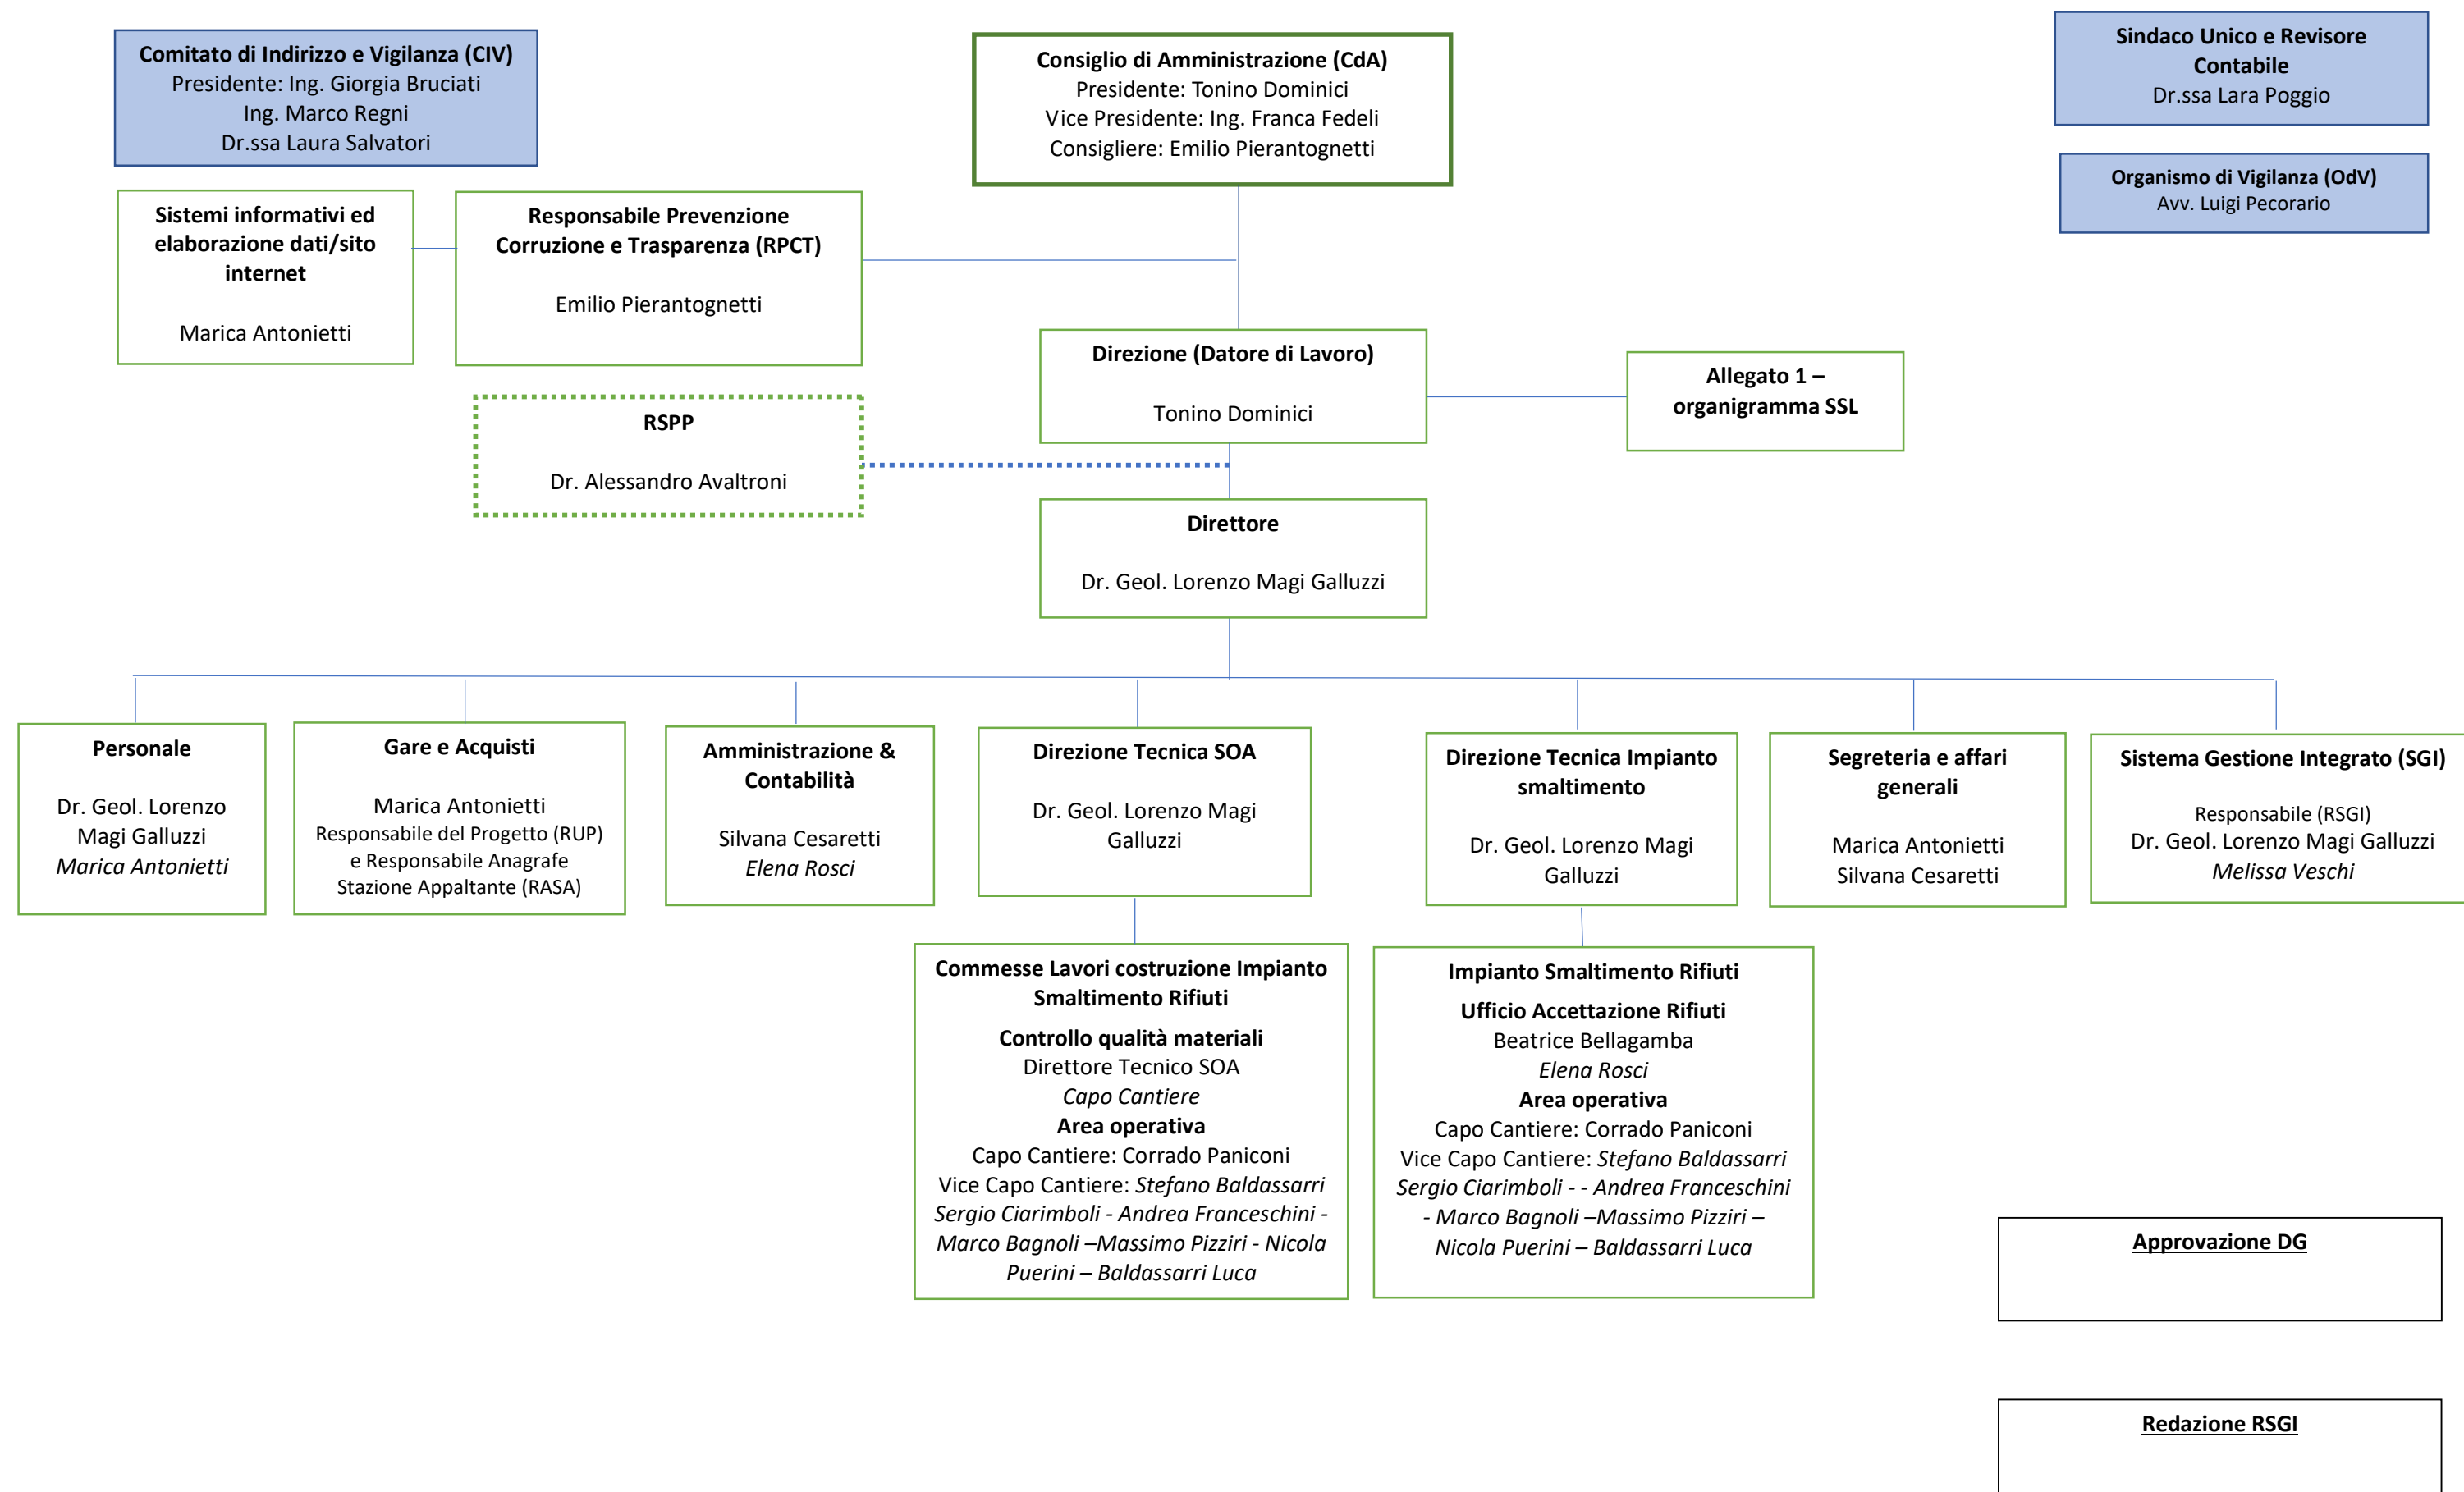 Comitato di Indirizzo e Vigilanza (CIV)
Presidente: Ing. Giorgia Bruciati
Ing. Marco Regni
Dr.ssa Laura Salvatori
Consiglio di Amministrazione (CdA)
Presidente: Tonino Dominici
Vice Presidente: Ing. Franca Fedeli
Consigliere: Emilio Pierantognetti
Sindaco Unico e Revisore
Contabile
Dr.ssa Lara Poggio
Organismo di Vigilanza (OdV)
Avv. Luigi Pecorario
Sistemi informativi ed
elaborazione dati/sito
internet
Marica Antonietti
Responsabile Prevenzione
Corruzione e Trasparenza (RPCT)
Emilio Pierantognetti
Direzione (Datore di Lavoro)
Tonino Dominici
Allegato 1 –
organigramma SSL
RSPP
Dr. Alessandro Avaltroni
Direttore
Dr. Geol. Lorenzo Magi Galluzzi
Personale
Dr. Geol. Lorenzo
Magi Galluzzi
Marica Antonietti
Gare e Acquisti
Marica Antonietti
Responsabile del Progetto (RUP)
e Responsabile Anagrafe
Stazione Appaltante (RASA)
Amministrazione &
Contabilità
Silvana Cesaretti
Elena Rosci
Direzione Tecnica SOA
Dr. Geol. Lorenzo Magi
Galluzzi
Direzione Tecnica Impianto
smaltimento
Dr. Geol. Lorenzo Magi
Galluzzi
Segreteria e affari
generali
Marica Antonietti
Silvana Cesaretti
Sistema Gestione Integrato (SGI)
Responsabile (RSGI)
Dr. Geol. Lorenzo Magi Galluzzi
Melissa Veschi
Commesse Lavori costruzione Impianto
Smaltimento Rifiuti
Controllo qualità materiali
Direttore Tecnico SOA
Capo Cantiere
Area operativa
Capo Cantiere: Corrado Paniconi
Vice Capo Cantiere: Stefano Baldassarri
Sergio Ciarimboli - Andrea Franceschini -
Marco Bagnoli –Massimo Pizziri - Nicola
Puerini – Baldassarri Luca
Impianto Smaltimento Rifiuti
Ufficio Accettazione Rifiuti
Beatrice Bellagamba
Elena Rosci
Area operativa
Capo Cantiere: Corrado Paniconi
Vice Capo Cantiere: Stefano Baldassarri
Sergio Ciarimboli - - Andrea Franceschini
- Marco Bagnoli –Massimo Pizziri –
Nicola Puerini – Baldassarri Luca
Approvazione DG
Redazione RSGI